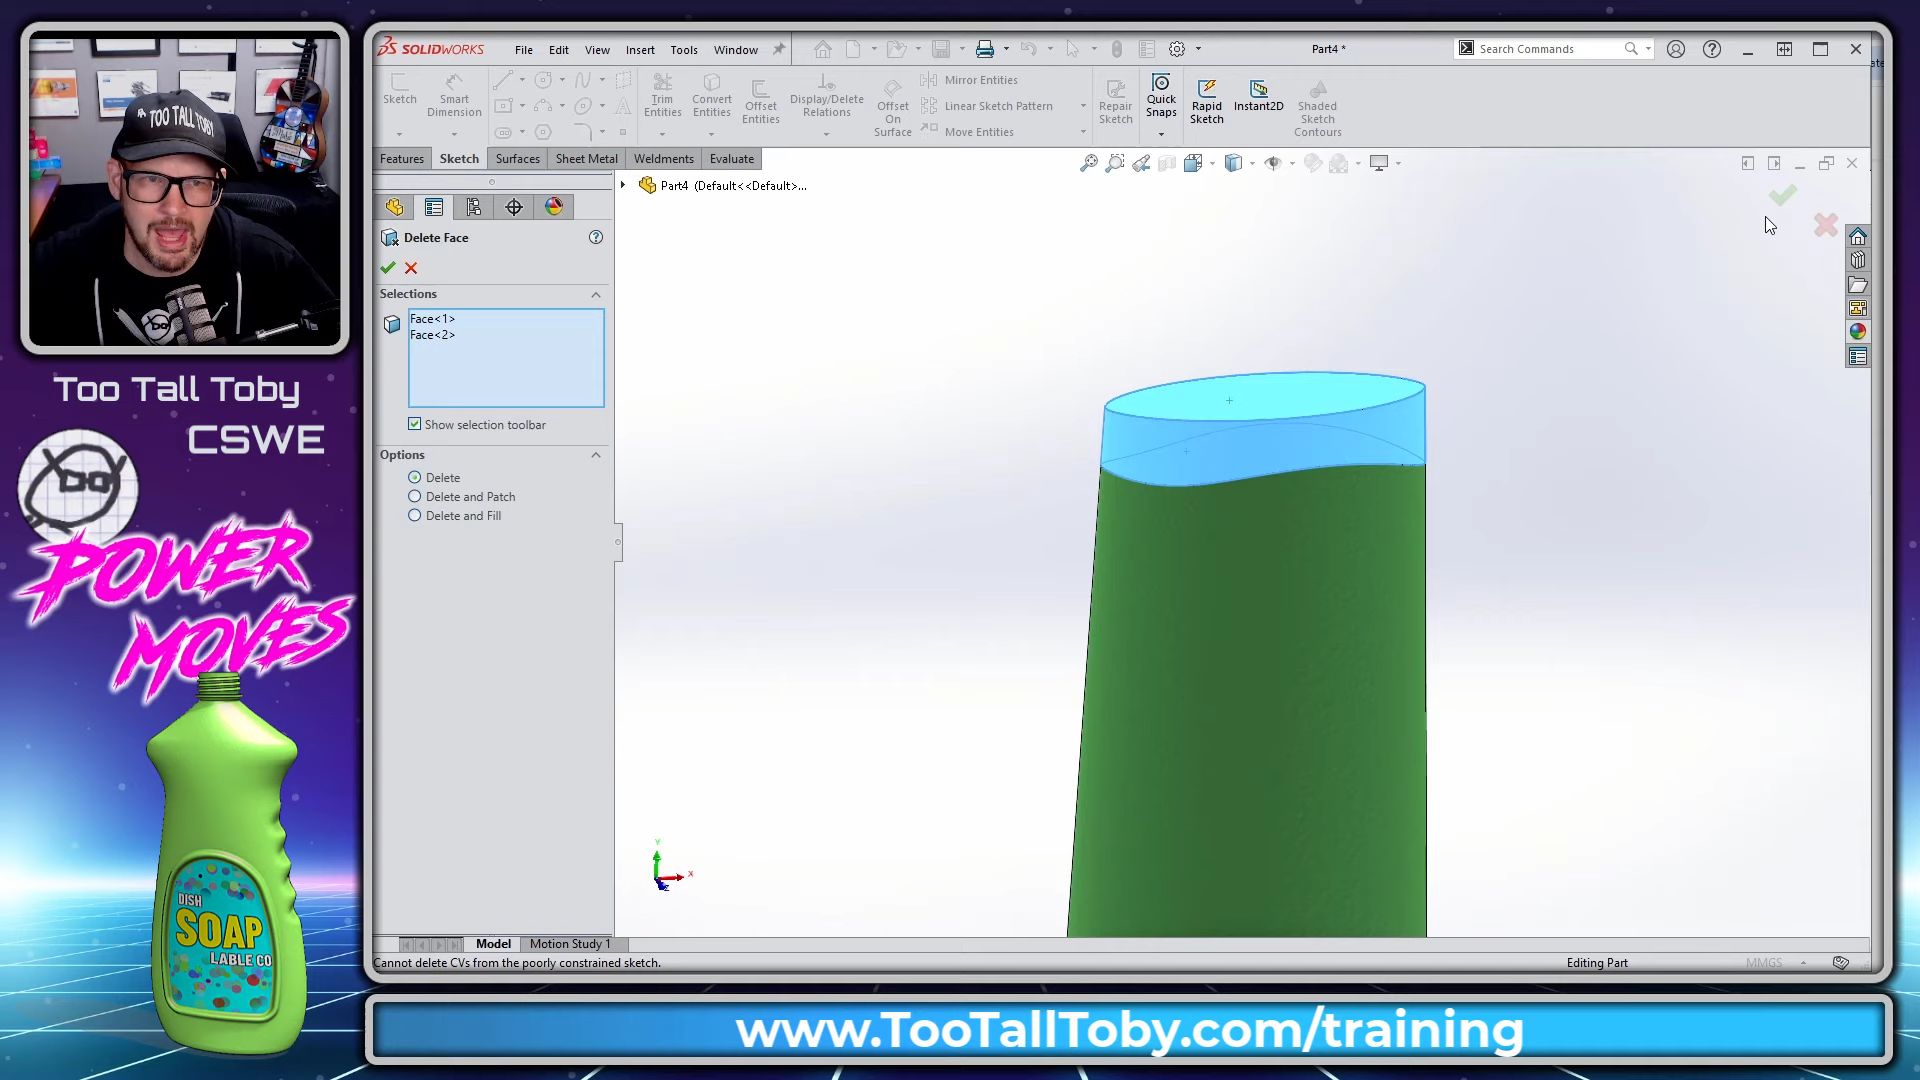 TOO TALL TOBY
Too Tall Toby
CSWE
POWER
MOVES
DISH
SOAP
LABLE CO
SOLIDWORKS
File Edit View Insert Tools Window
Part4 *
Search Commands
Sketch
Smart Dimension
Trim Entities
Convert Entities
Offset Entities
Display/Delete Relations
Offset On Surface
Mirror Entities
Linear Sketch Pattern
Move Entities
Repair Sketch
Quick Snaps
Rapid Sketch
Instant2D
Shaded Sketch Contours
Features Sketch Surfaces Sheet Metal Weldments Evaluate
Part4 (Default<<Default>...
Delete Face
Selections
Face<1>
Face<2>
Show selection toolbar
Options
Delete
Delete and Patch
Delete and Fill
Y
X
Z
Model Motion Study 1
Cannot delete CVs from the poorly constrained sketch.
Editing Part
MMGS
www.TooTallToby.com/training